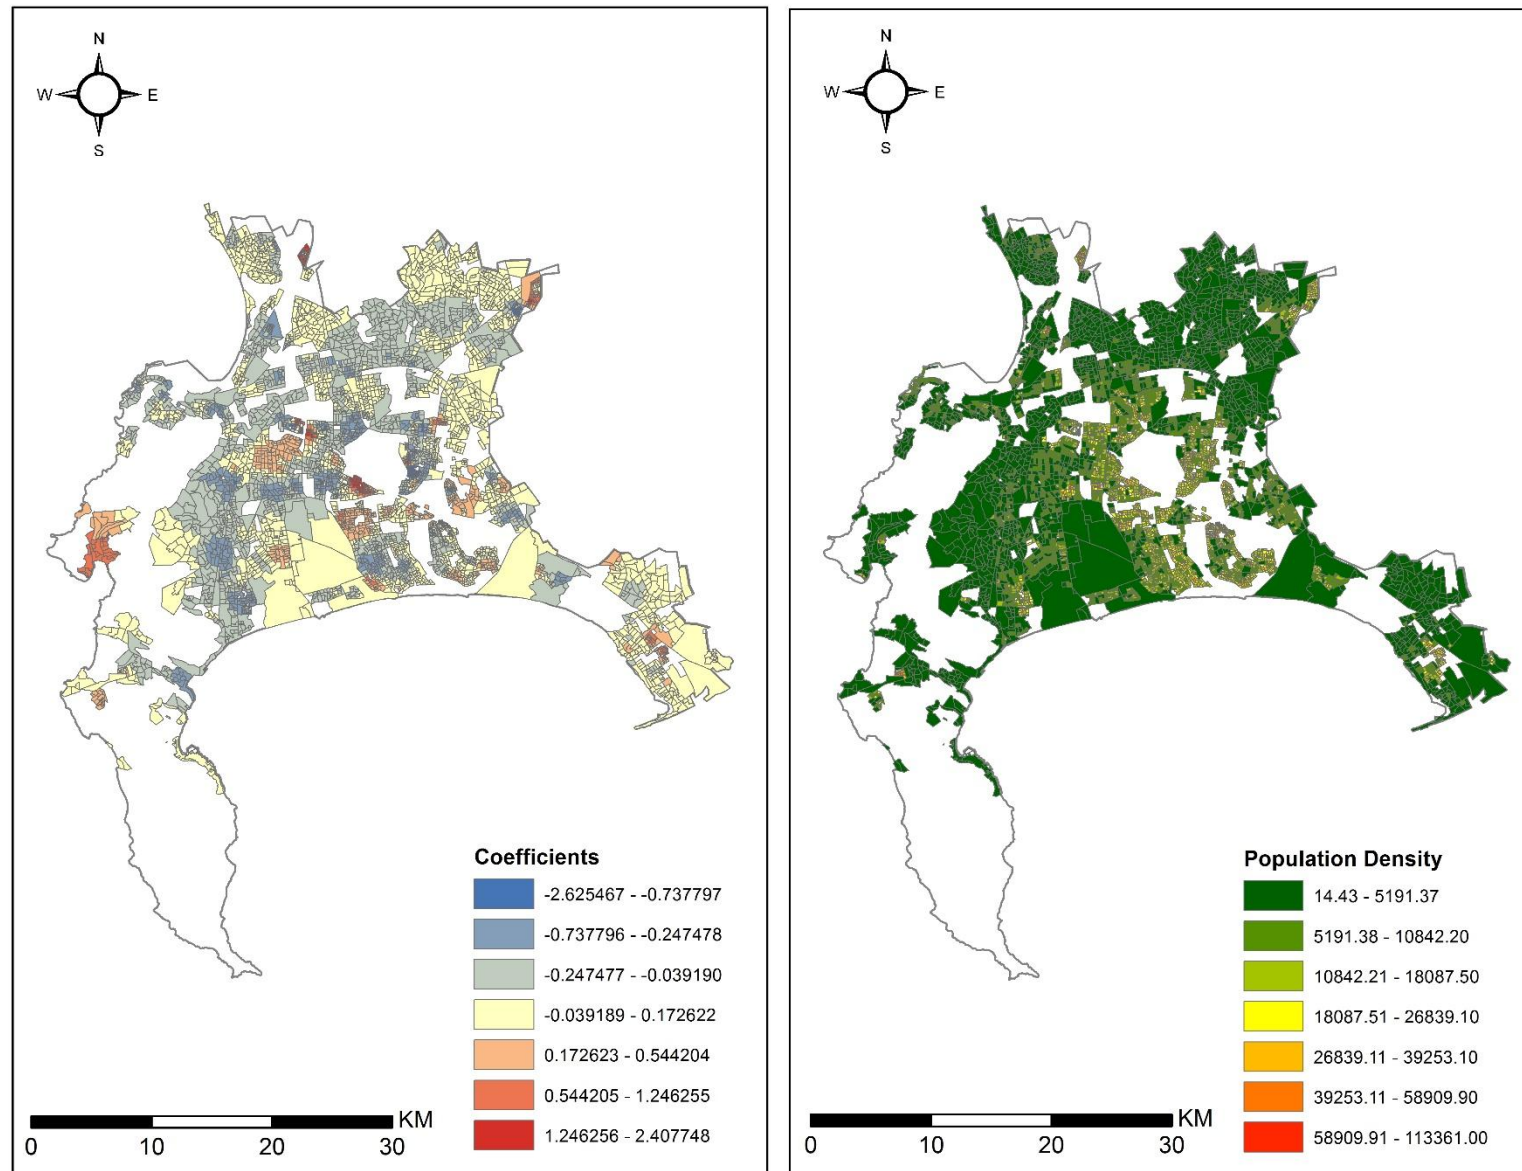 N
W E
S
Coefficients
-2.625467 - -0.737797
-0.737796 - -0.247478
-0.247477 - -0.039190
-0.039189 - 0.172622
0.172623 - 0.544204
0.544205 - 1.246255
1.246256 - 2.407748
KM
0 10 20 30
N
W E
S
Population Density
14.43 - 5191.37
5191.38 - 10842.20
10842.21 - 18087.50
18087.51 - 26839.10
26839.11 - 39253.10
39253.11 - 58909.90
58909.91 - 113361.00
KM
0 10 20 30